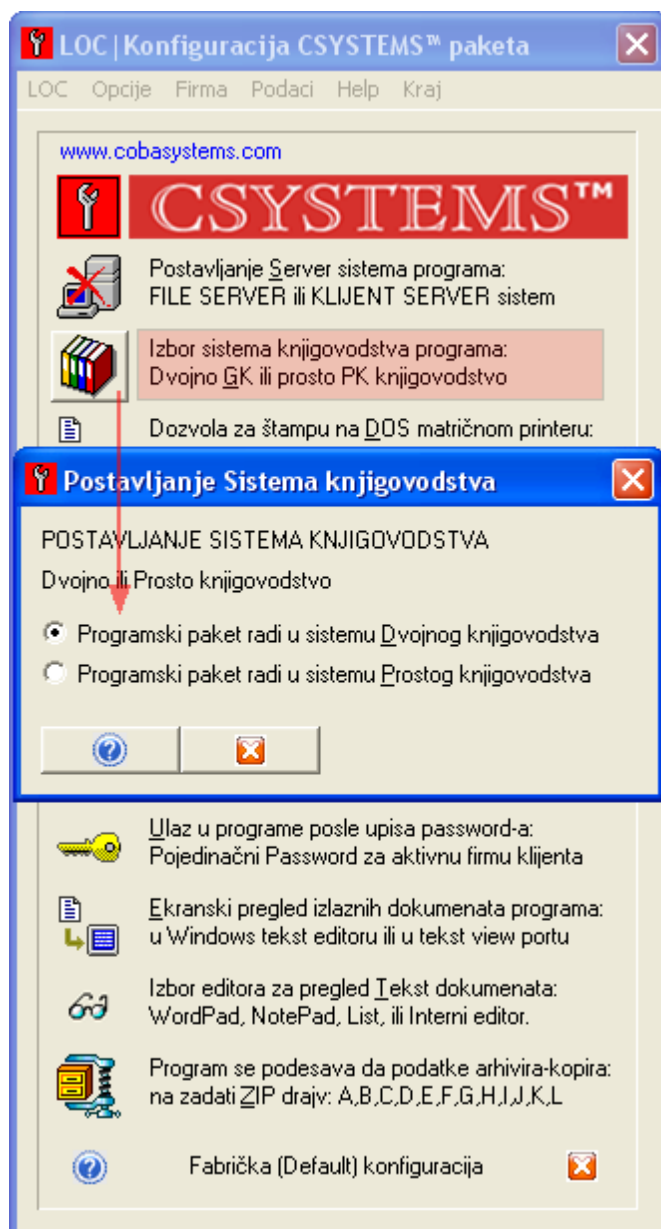 LOC|Konfiguracija CSYSTEMS™ paketa
LOC Opcije Firma Podaci Help Kraj
www.cobasystems.com
CSYSTEMS™
Postavljanje Server sistema programa:
FILE SERVER ili KLIJENT SERVER sistem
Izbor sistema knjigovodstva programa:
Dvojno GK ili prosto PK knjigovodstvo
Dozvola za štampu na DOS matričnom printeru:
Postavljanje Sistema knjigovodstva
POSTAVLJANJE SISTEMA KNJIGOVODSTVA
Dvojno ili Prosto knjigovodstvo
Programski paket radi u sistemu Dvojnog knjigovodstva
Programski paket radi u sistemu Prostog knjigovodstva
Ulaz u programe posle upisa password-a:
Pojedinačni Password za aktivnu firmu klijenta
Ekranski pregled izlaznih dokumenata programa:
u Windows tekst editoru ili u tekst view portu
Izbor editora za pregled Tekst dokumenata:
WordPad, NotePad, List, ili Interni editor.
Program se podesava da podatke arhivira-kopira:
na zadati ZIP drajv: A,B,C,D,E,F,G,H,I,J,K,L
Fabrička (Default) konfiguracija